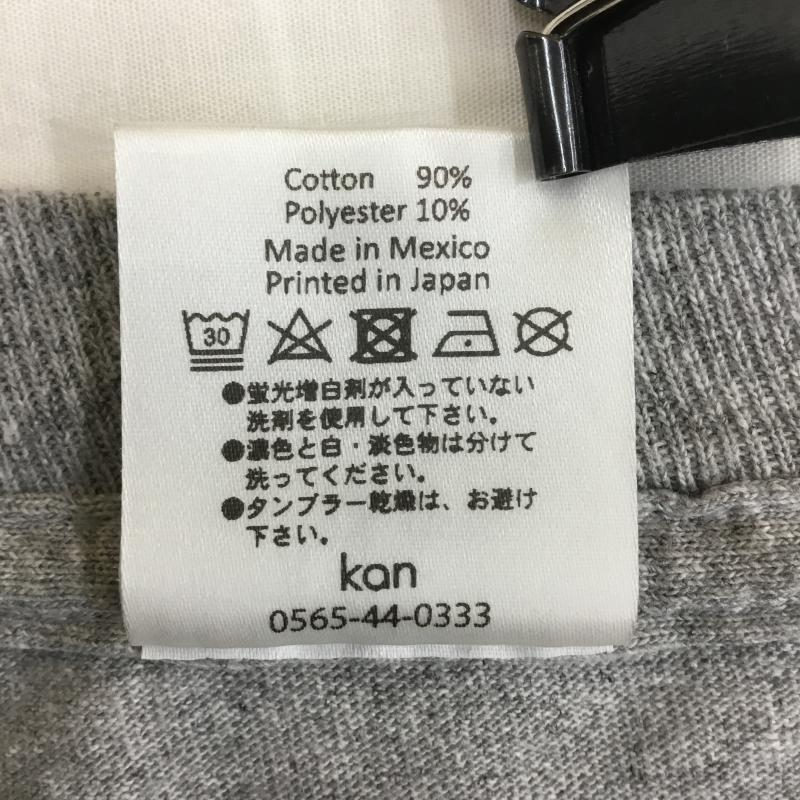 Cotton 90%
Polyester 10%
Made in Mexico
Printed in Japan
30
●蛍光増白剤が入っていない
洗剤を使用して下さい。
●濃色と白・淡色物は分けて
洗ってください。
●タンブラー乾燥は、お避け
下さい。
kan
0565-44-0333